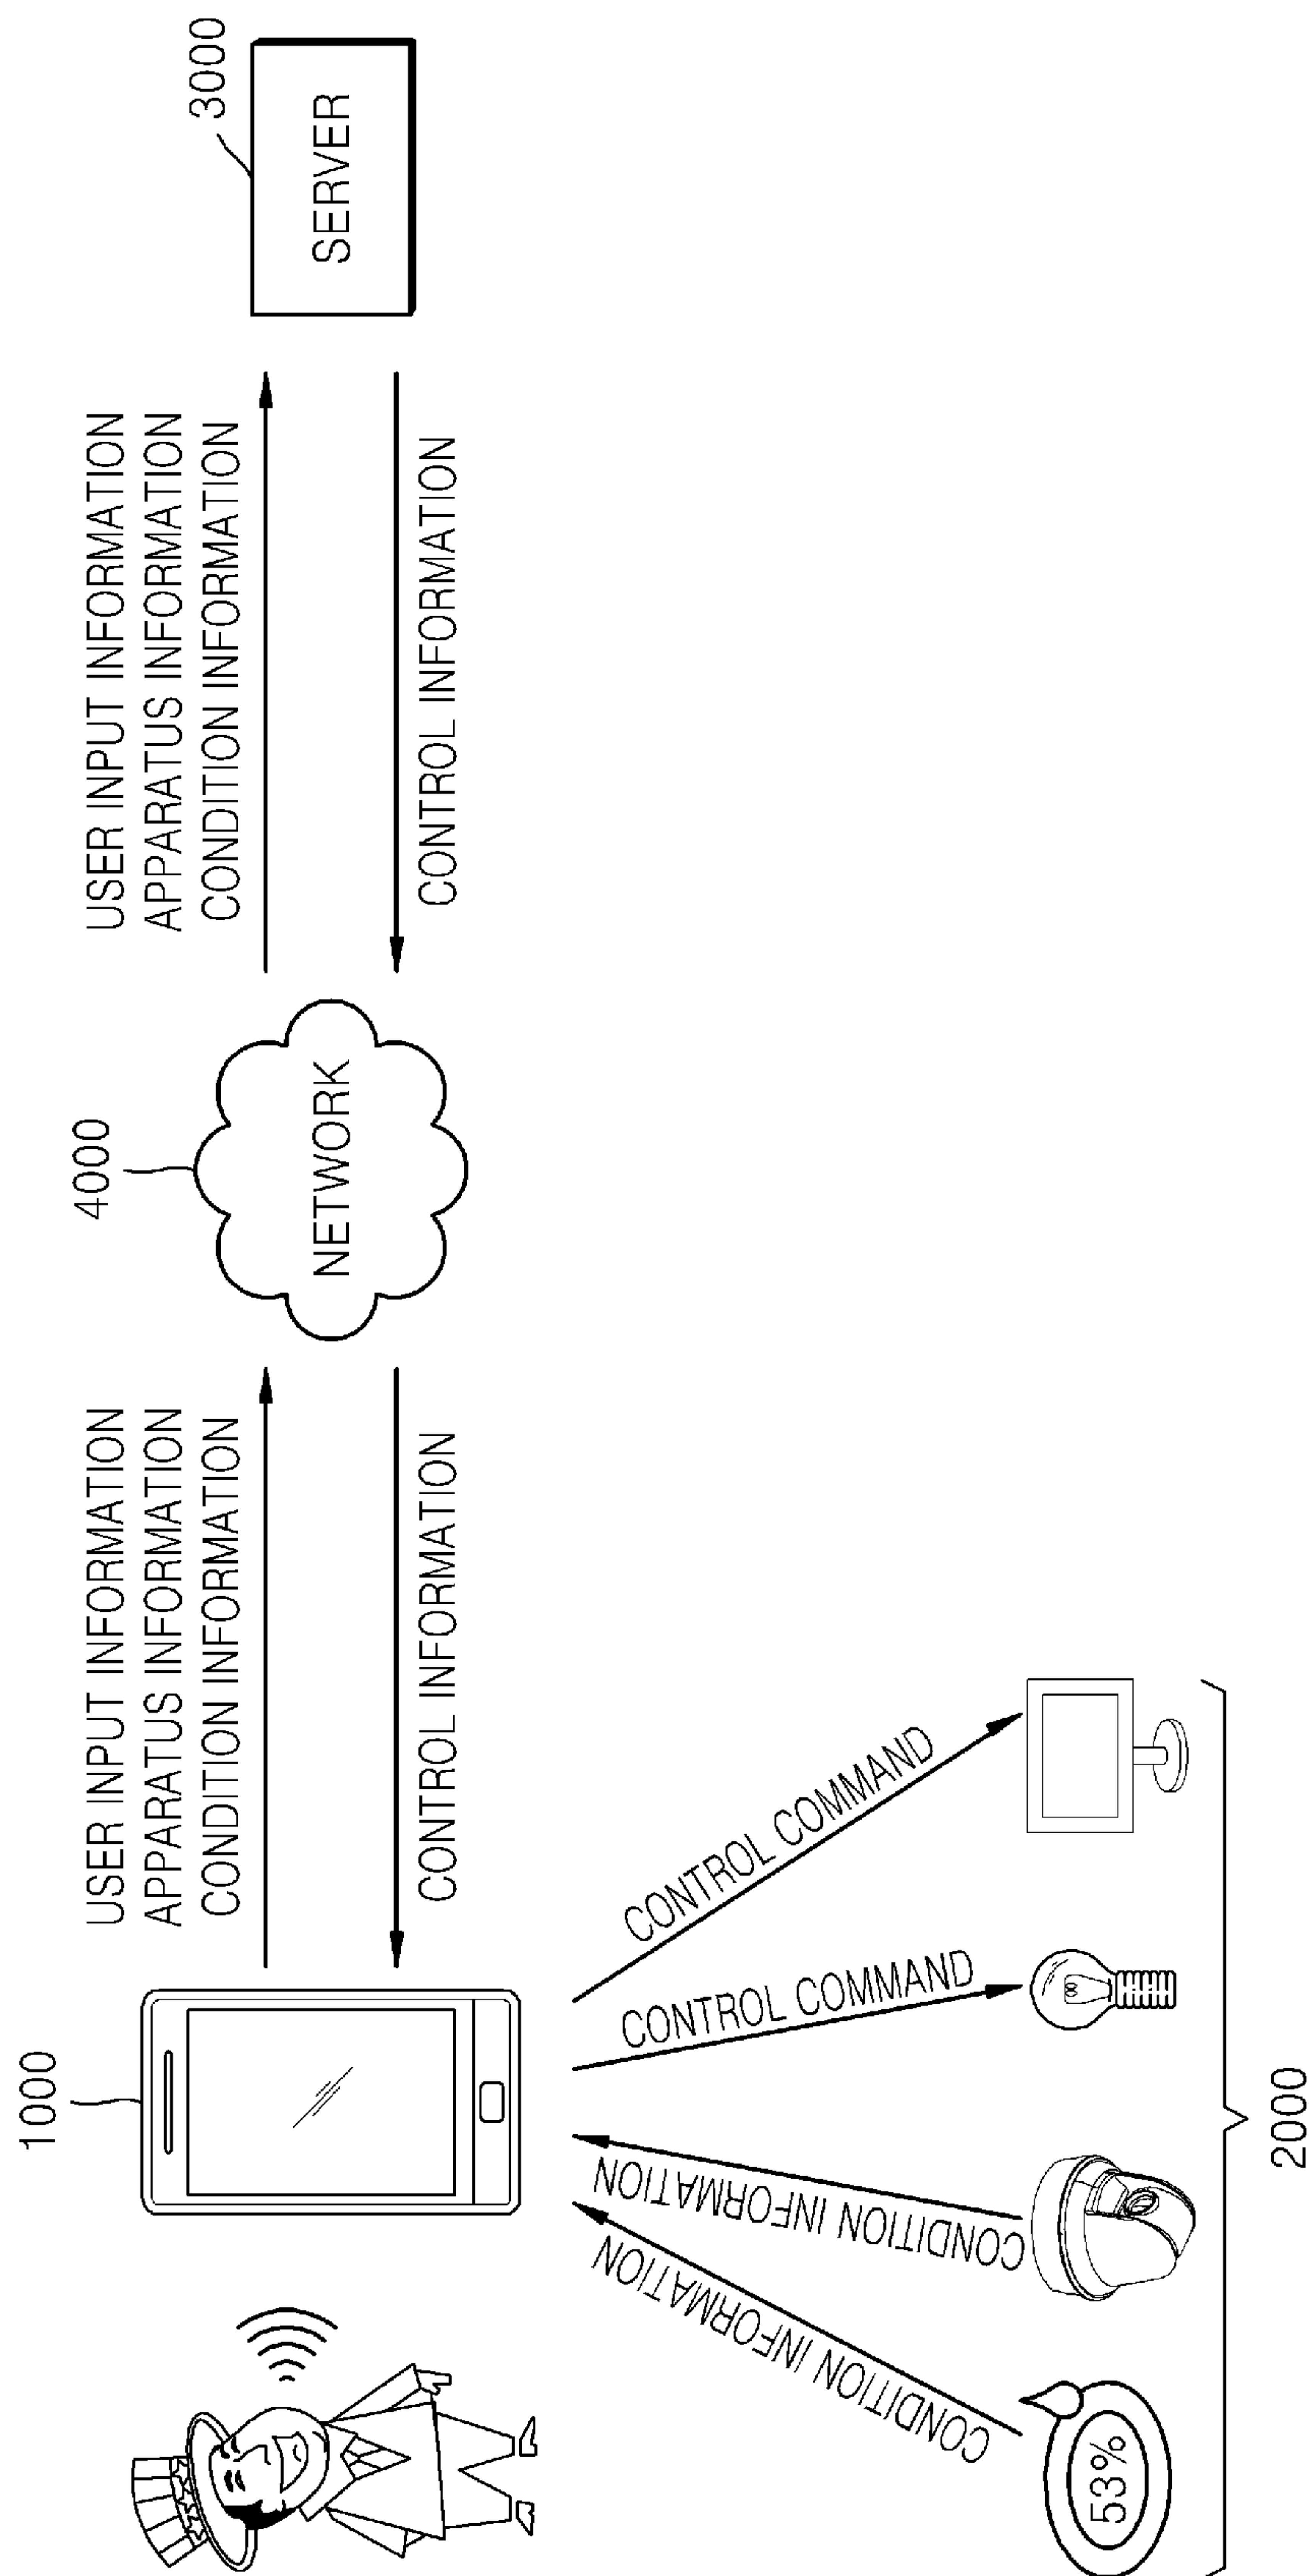 1000
USER INPUT INFORMATION
APPARATUS INFORMATION
CONDITION INFORMATION
CONTROL INFORMATION
4000
NETWORK
USER INPUT INFORMATION
APPARATUS INFORMATION
CONDITION INFORMATION
CONTROL INFORMATION
3000
SERVER
CONDITION INFORMATION
CONDITION INFORMATION
CONTROL COMMAND
CONTROL COMMAND
53%
2000